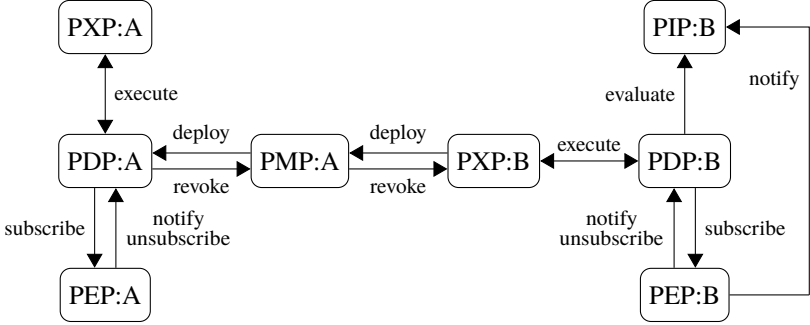 PXP:A
PIP:B
notify
execute
evaluate
deploy
deploy
execute
PDP:A
PMP:A
PXP:B
PDP:B
revoke
revoke
subscribe
notify
unsubscribe
notify
unsubscribe
subscribe
PEP:A
PEP:B